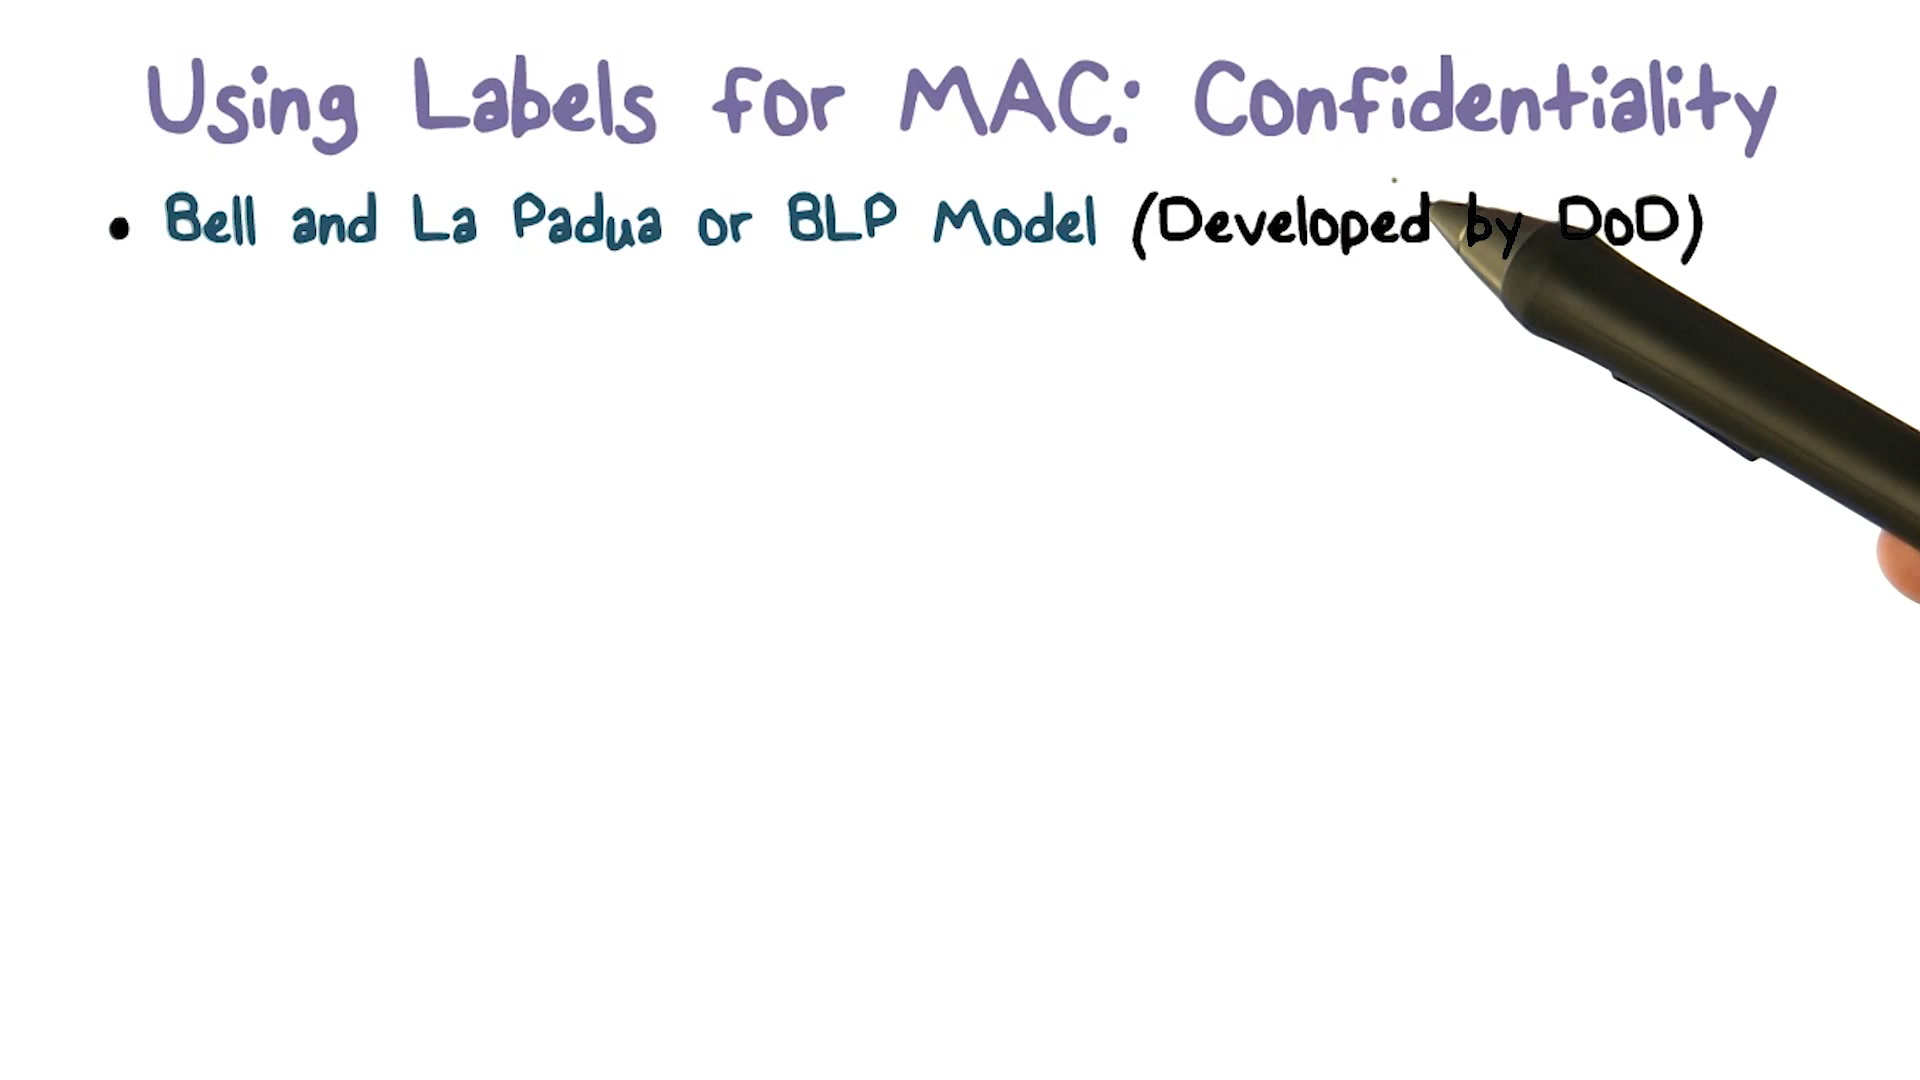 Using Labels for MAC: Confidentiality
• Bell and La Padua or BLP Model (Developed by DoD)